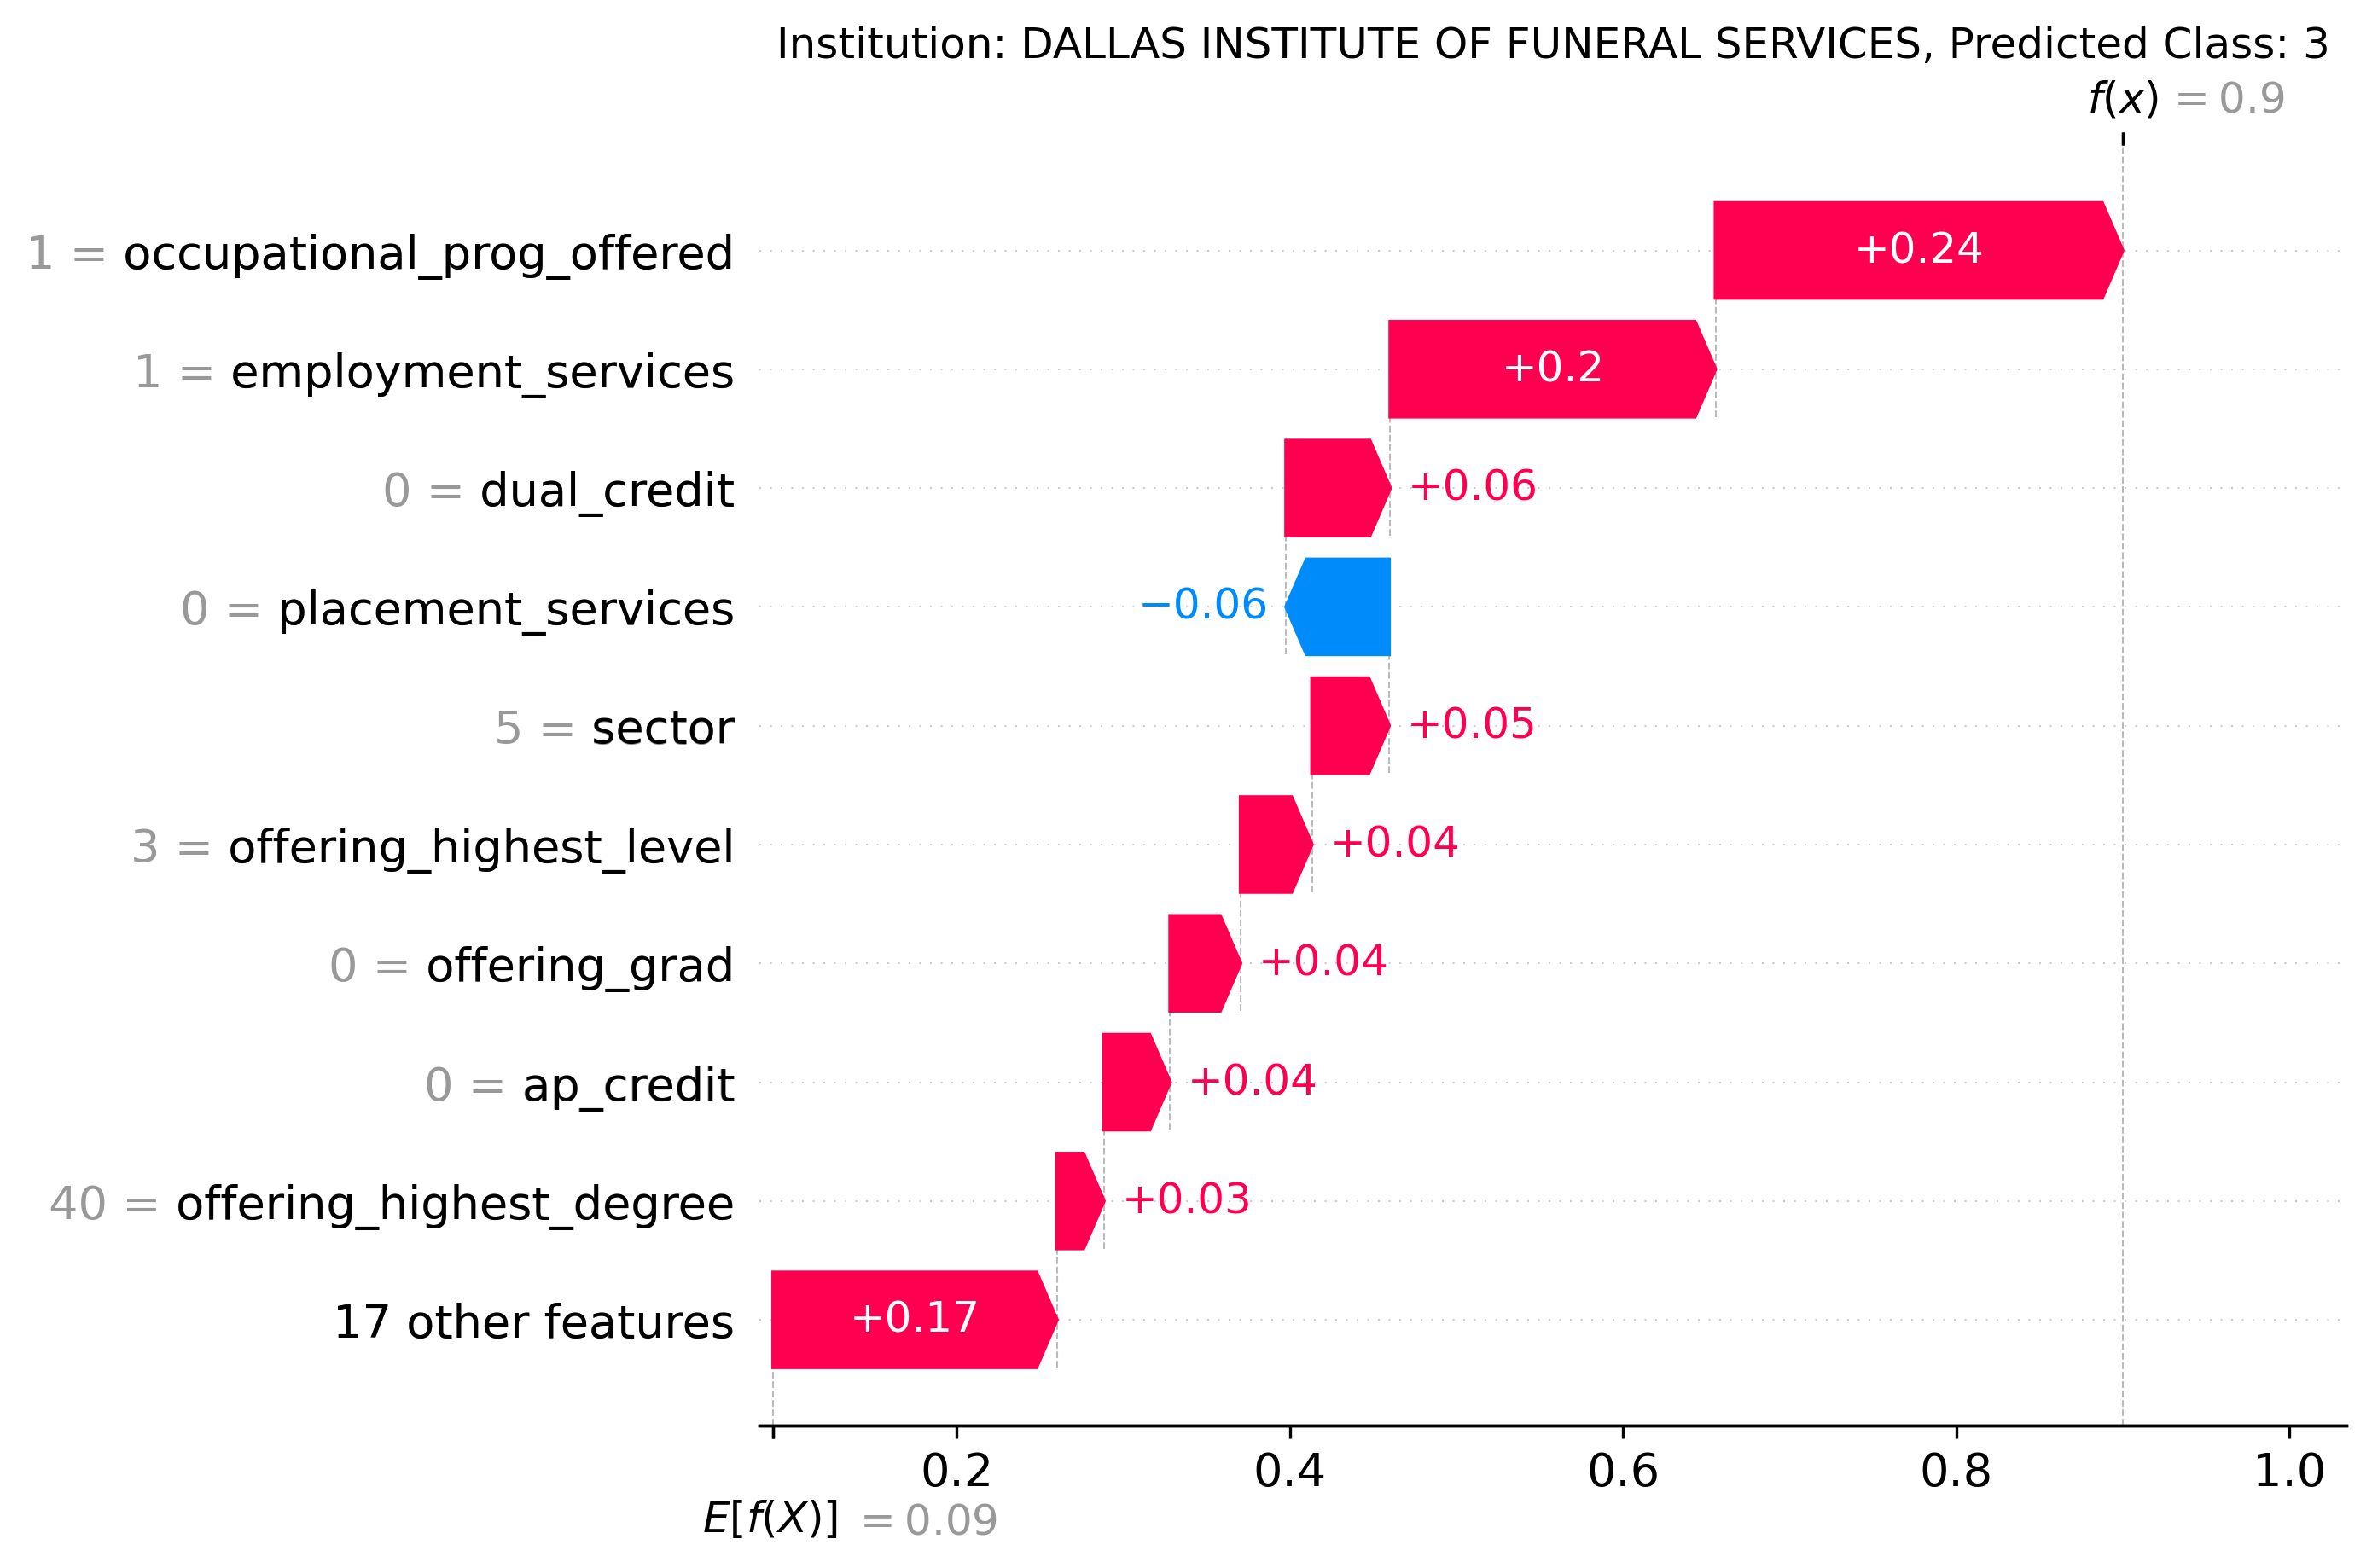 Institution: DALLAS INSTITUTE OF FUNERAL SERVICES, Predicted Class: 3
f(x) = 0.9
1 = occupational_prog_offered +0.24
1 = employment_services +0.2
0 = dual_credit +0.06
0 = placement_services −0.06
5 = sector +0.05
3 = offering_highest_level +0.04
0 = offering_grad +0.04
0 = ap_credit +0.04
40 = offering_highest_degree +0.03
17 other features +0.17
0.2 0.4 0.6 0.8 1.0
E[f(X)] = 0.09